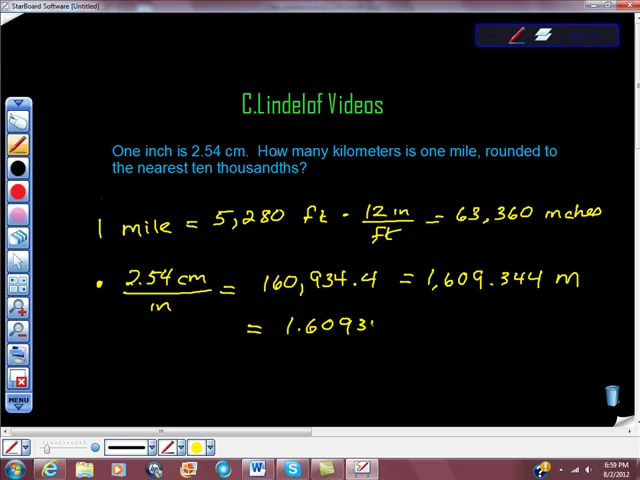 StarBoard Software [Untitled]
C.Lindelof Videos
One inch is 2.54 cm. How many kilometers is one mile, rounded to
the nearest ten thousandths?
1 mile = 5,280 ft · 12 in / ft = 63,360 inches
· 2.54 cm / in = 160,934.4 = 1,609.344 m
= 1.6093
MENU
6:59 PM
8/2/2012